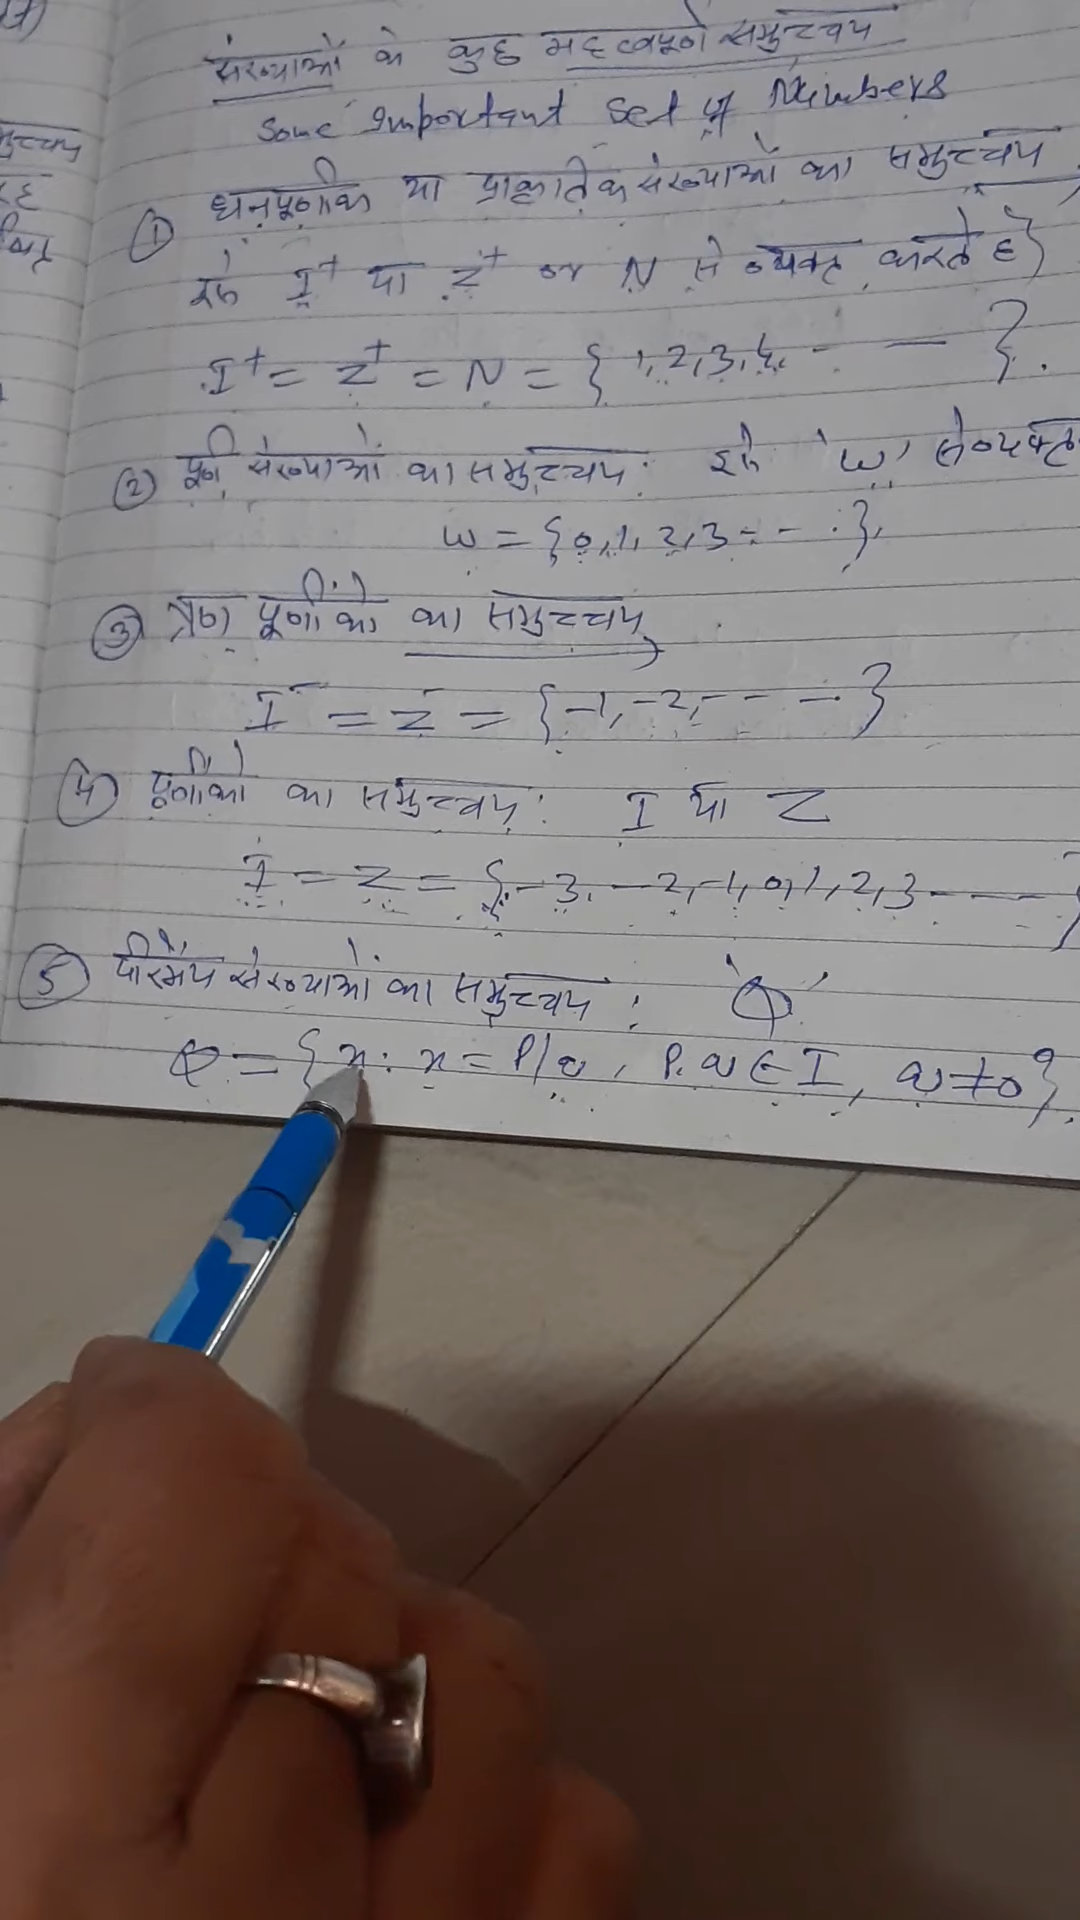 संख्याओं के कुछ महत्वपूर्ण समुच्चय
Some Important Set of Numbers
① धनपूर्णांक या प्राकृतिक संख्याओं का समुच्चय
इसे I⁺ या Z⁺ or N से व्यक्त करते हैं
I⁺ = Z⁺ = N = { 1, 2, 3, 4, - — }.
② पूर्ण संख्याओं का समुच्चय : इसे 'W' से व्यक्त
W = {0, 1, 2, 3 - - · },
③ ऋण पूर्णांकों का समुच्चय
I⁻ = Z⁻ = {-1, -2, - - — }
④ पूर्णांकों का समुच्चय : I या Z
I = Z = { -3, -2, -1, 0, 1, 2, 3 - - — }
⑤ परिमेय संख्याओं का समुच्चय : 'Q'
Q = { x : x = P/q, P, q ∈ I, q ≠ 0 }.